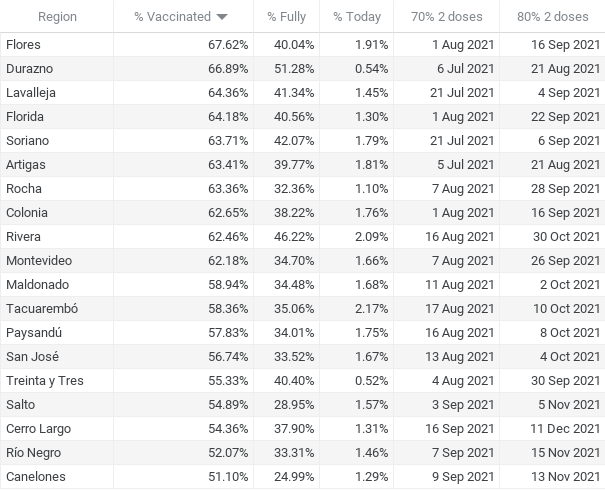 Region % Vaccinated % Fully % Today 70% 2 doses 80% 2 doses
Flores 67.62% 40.04% 1.91% 1 Aug 2021 16 Sep 2021
Durazno 66.89% 51.28% 0.54% 6 Jul 2021 21 Aug 2021
Lavalleja 64.36% 41.34% 1.45% 21 Jul 2021 4 Sep 2021
Florida 64.18% 40.56% 1.30% 1 Aug 2021 22 Sep 2021
Soriano 63.71% 42.07% 1.79% 21 Jul 2021 6 Sep 2021
Artigas 63.41% 39.77% 1.81% 5 Jul 2021 21 Aug 2021
Rocha 63.36% 32.36% 1.10% 7 Aug 2021 28 Sep 2021
Colonia 62.65% 38.22% 1.76% 1 Aug 2021 16 Sep 2021
Rivera 62.46% 46.22% 2.09% 16 Aug 2021 30 Oct 2021
Montevideo 62.18% 34.70% 1.66% 7 Aug 2021 26 Sep 2021
Maldonado 58.94% 34.48% 1.68% 11 Aug 2021 2 Oct 2021
Tacuarembó 58.36% 35.06% 2.17% 17 Aug 2021 10 Oct 2021
Paysandú 57.83% 34.01% 1.75% 16 Aug 2021 8 Oct 2021
San José 56.74% 33.52% 1.67% 13 Aug 2021 4 Oct 2021
Treinta y Tres 55.33% 40.40% 0.52% 4 Aug 2021 30 Sep 2021
Salto 54.89% 28.95% 1.57% 3 Sep 2021 5 Nov 2021
Cerro Largo 54.36% 37.90% 1.31% 16 Sep 2021 11 Dec 2021
Río Negro 52.07% 33.31% 1.46% 7 Sep 2021 15 Nov 2021
Canelones 51.10% 24.99% 1.29% 9 Sep 2021 13 Nov 2021